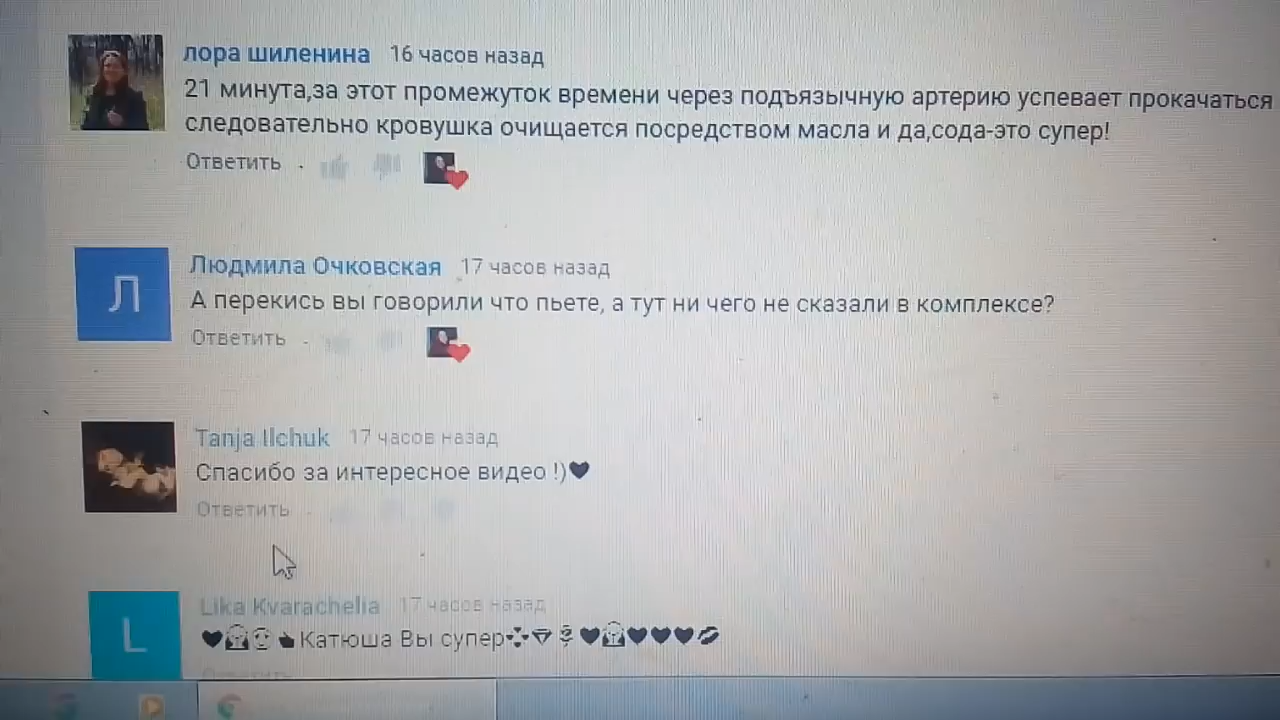 лора шиленина 16 часов назад
21 минута,за этот промежуток времени через подъязычную артерию успевает прокачаться
следовательно кровушка очищается посредством масла и да,сода-это супер!
Ответить
Л
Людмила Очковская 17 часов назад
А перекись вы говорили что пьете, а тут ни чего не сказали в комплексе?
Ответить
Tanja Ilchuk 17 часов назад
Спасибо за интересное видео !)🖤
Ответить
L
Lika Kvarachelia 17 часов назад
Катюша Вы супер
Ответить